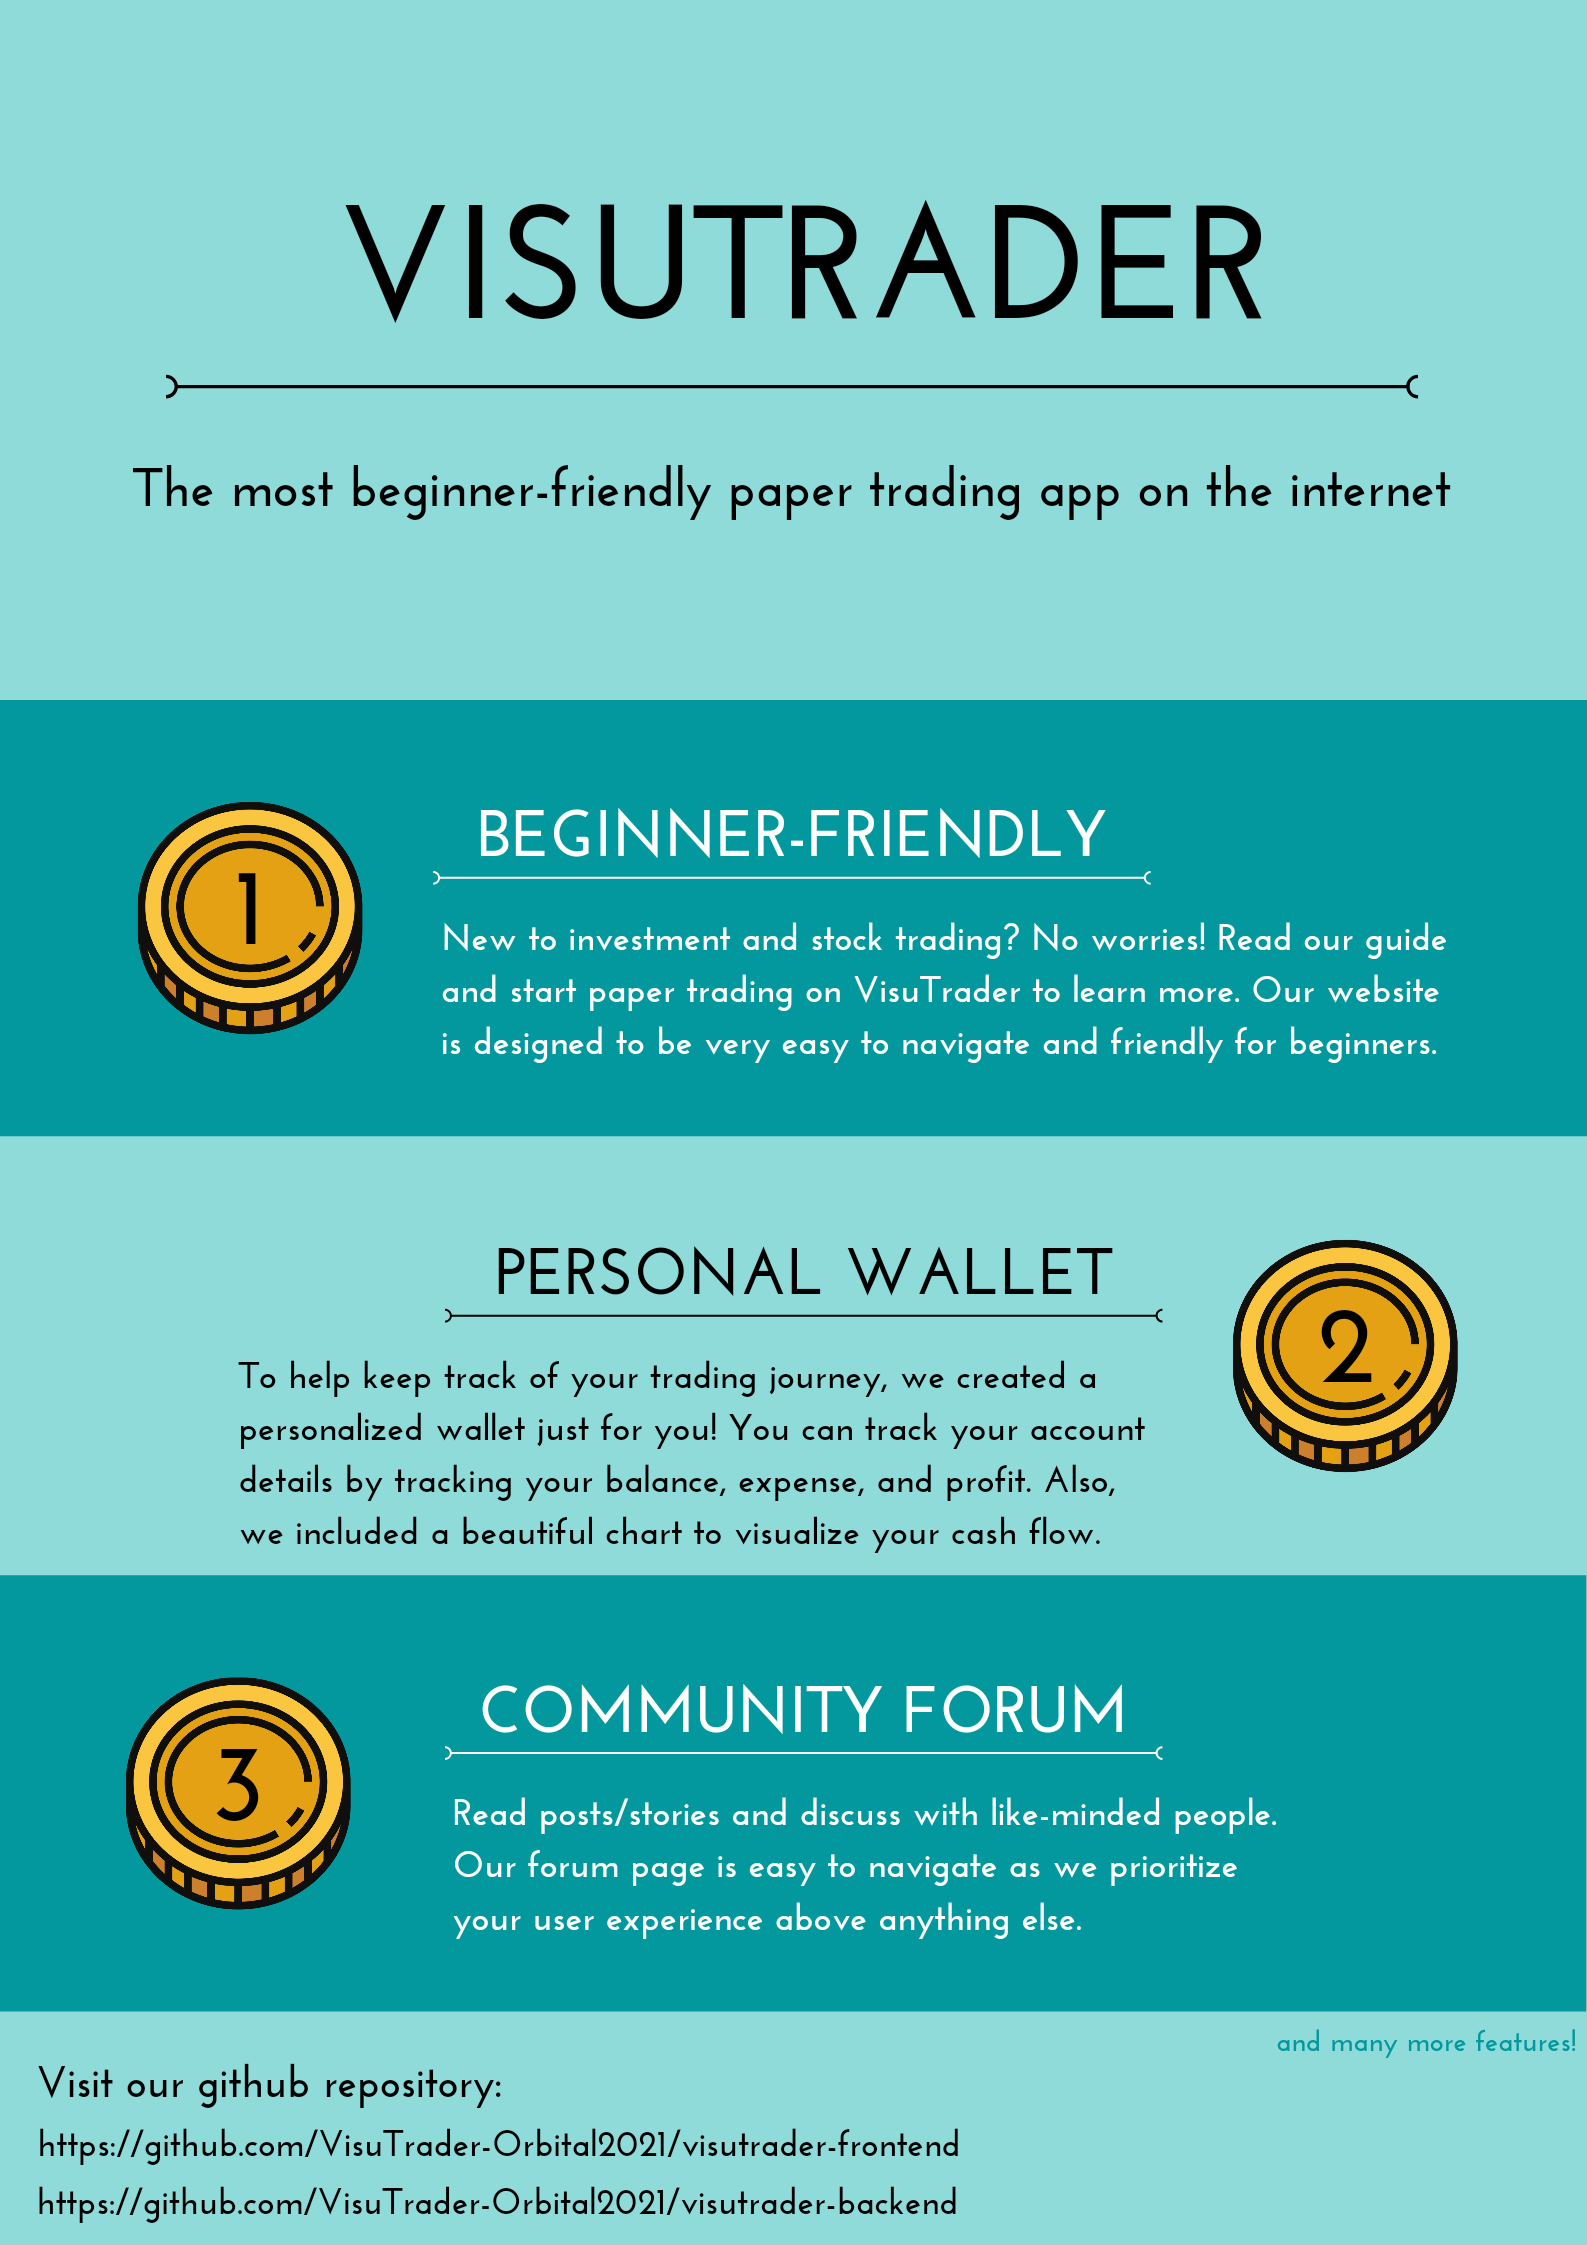 VISUTRADER
The most beginner-friendly paper trading app on the internet
1
BEGINNER-FRIENDLY
New to investment and stock trading? No worries! Read our guide
and start paper trading on VisuTrader to learn more. Our website
is designed to be very easy to navigate and friendly for beginners.
PERSONAL WALLET
2
To help keep track of your trading journey, we created a
personalized wallet just for you! You can track your account
details by tracking your balance, expense, and profit. Also,
we included a beautiful chart to visualize your cash flow.
3
COMMUNITY FORUM
Read posts/stories and discuss with like-minded people.
Our forum page is easy to navigate as we prioritize
your user experience above anything else.
and many more features!
Visit our github repository:
https://github.com/VisuTrader-Orbital2021/visutrader-frontend
https://github.com/VisuTrader-Orbital2021/visutrader-backend